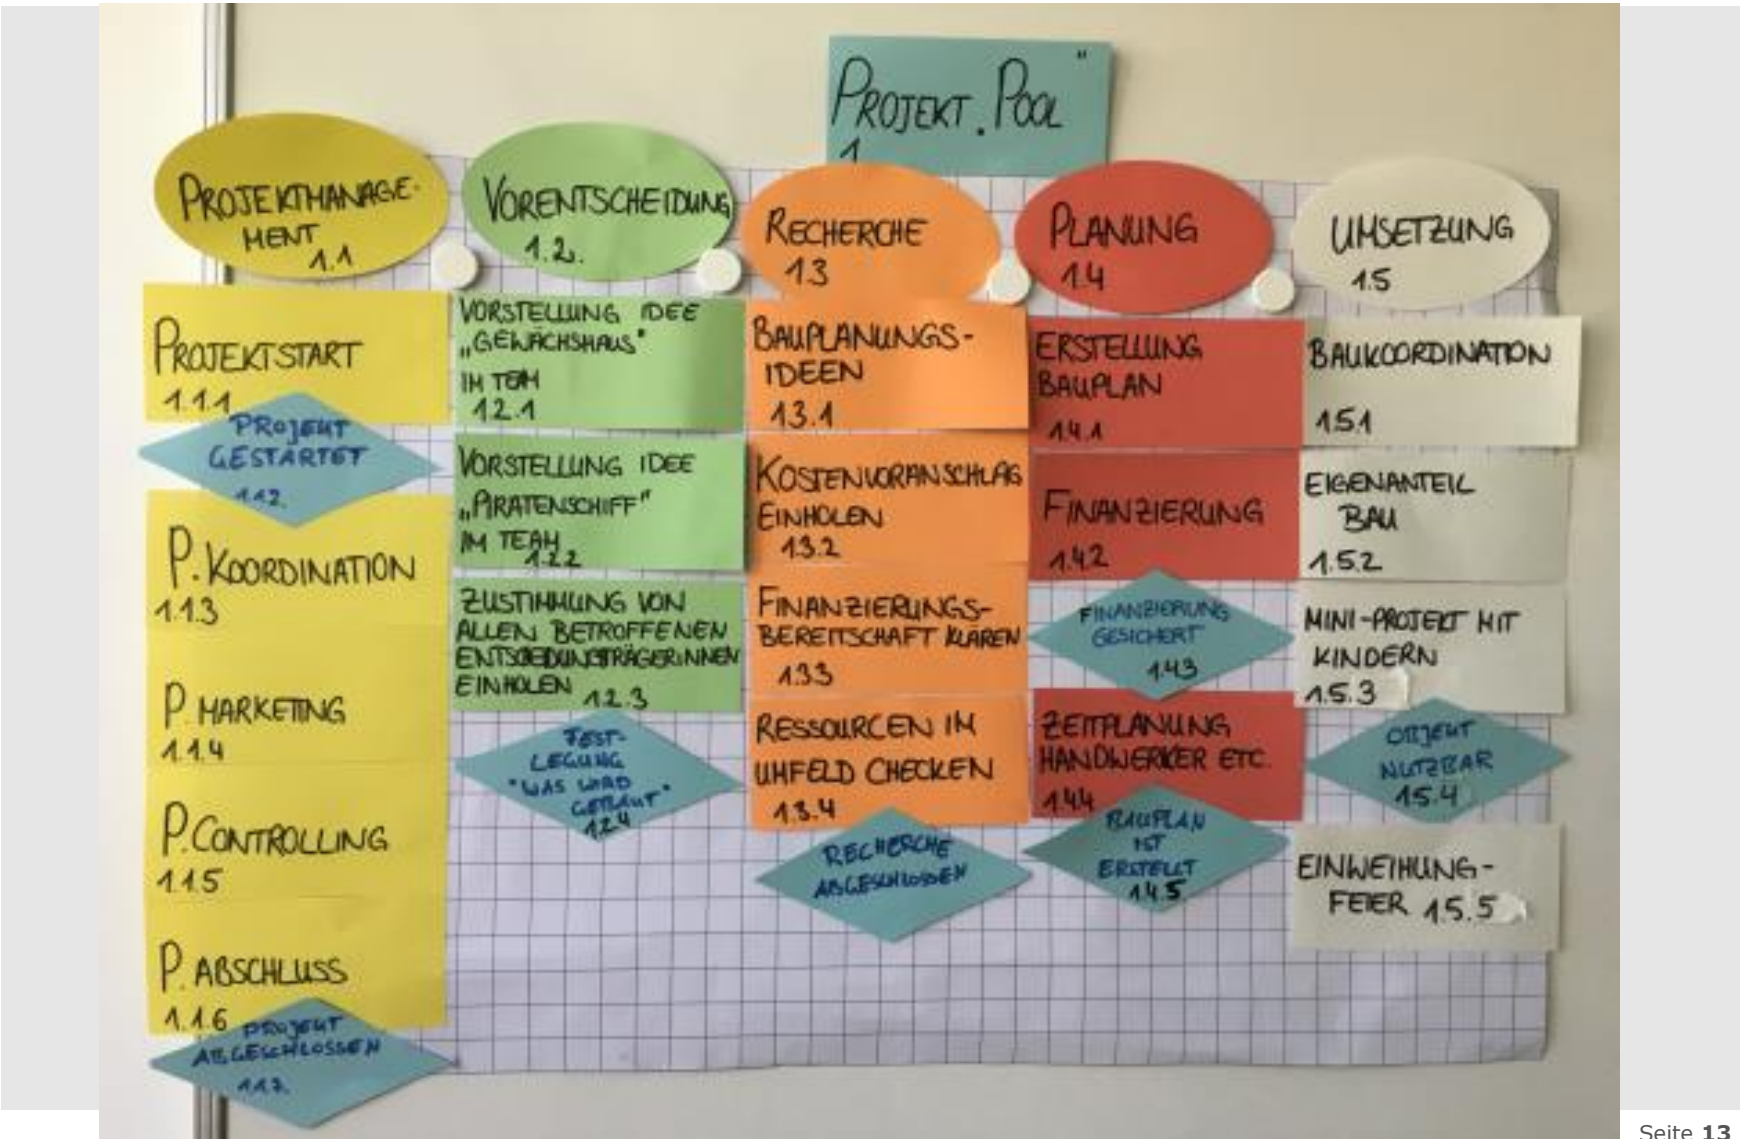 PROJEKT „POOL"
1
PROJEKTMANAGE-
MENT
1.1
PROJEKTSTART
1.1.1
PROJEKT
GESTARTET
1.1.2.
P. KOORDINATION
1.1.3
P. MARKETING
1.1.4
P. CONTROLLING
1.1.5
P. ABSCHLUSS
1.1.6
PROJEKT
ABGESCHLOSSEN
1.1.7.
VORENTSCHEIDUNG
1.2.
VORSTELLUNG IDEE
„GEWÄCHSHAUS"
IM TEAM
1.2.1
VORSTELLUNG IDEE
„PIRATENSCHIFF"
IM TEAM
1.2.2
ZUSTIMMUNG VON
ALLEN BETROFFENEN
ENTSCHEIDUNGSTRÄGERINNEN
EINHOLEN
1.2.3
FEST-
LEGUNG
"WAS WIRD
GEBAUT"
1.2.4
RECHERCHE
1.3
BAUPLANUNGS-
IDEEN
1.3.1
KOSTENVORANSCHLAG
EINHOLEN
1.3.2
FINANZIERUNGS-
BEREITSCHAFT KLÄREN
1.3.3
RESSOURCEN IM
UMFELD CHECKEN
1.3.4
RECHERCHE
ABGESCHLOSSEN
PLANUNG
1.4
ERSTELLUNG
BAUPLAN
1.4.1
FINANZIERUNG
1.4.2
FINANZIERUNG
GESICHERT
1.4.3
ZEITPLANUNG
HANDWERKER ETC.
1.4.4
BAUPLAN
IST
ERSTELLT
1.4.5
UMSETZUNG
1.5
BAUKOORDINATION
1.5.1
EIGENANTEIL
BAU
1.5.2
MINI-PROJEKT MIT
KINDERN
1.5.3
OBJEKT
NUTZBAR
1.5.4
EINWEIHUNG-
FEIER 1.5.5
Seite 13